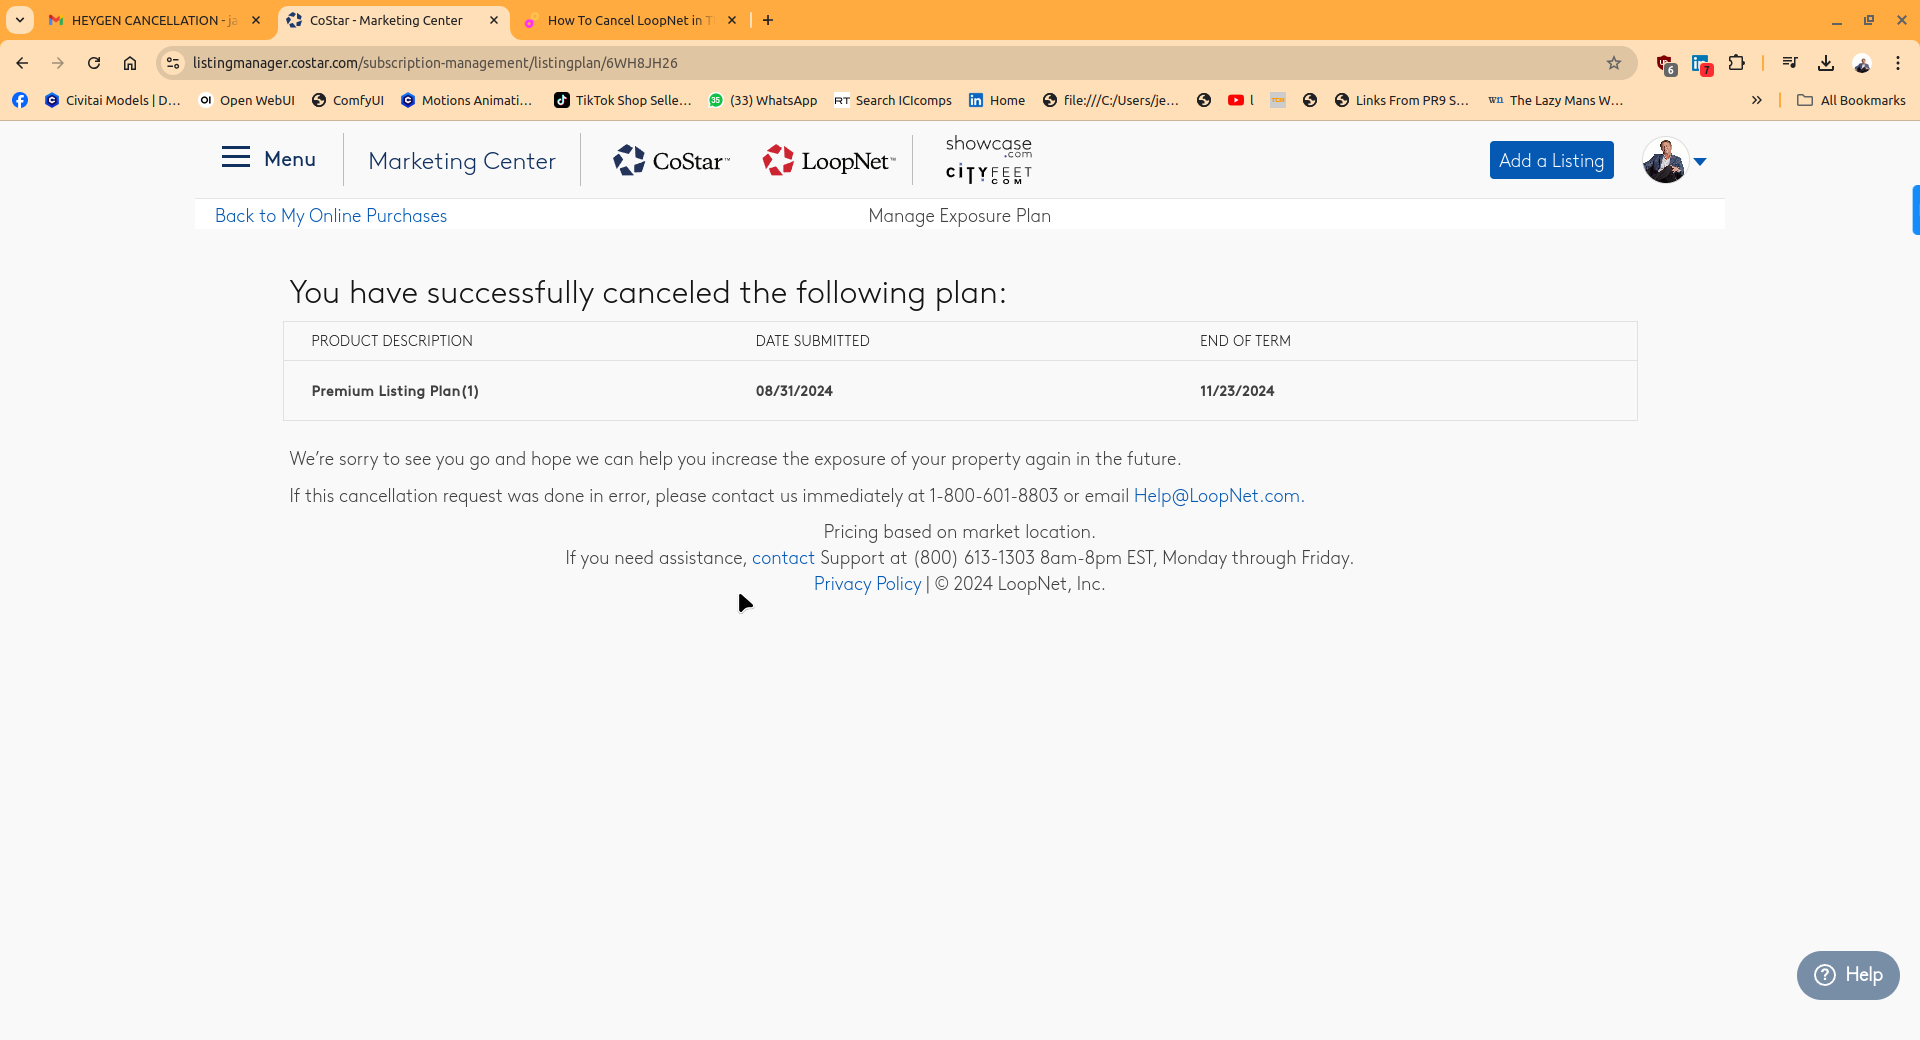 HEYGEN CANCELLATION - ja
CoStar - Marketing Center
How To Cancel LoopNet in T
listingmanager.costar.com/subscription-management/listingplan/6WH8JH26
6
7
Civitai Models | D...
OI Open WebUI
ComfyUI
Motions Animati...
TikTok Shop Selle...
35 (33) WhatsApp
RT Search ICIcomps
Home
file:///C:/Users/je...
l
Links From PR9 S...
wn The Lazy Mans W...
All Bookmarks
Menu
Marketing Center
CoStar™
LoopNet™
showcase
.com
CITYFEET
COM
Add a Listing
Back to My Online Purchases
Manage Exposure Plan
You have successfully canceled the following plan:
PRODUCT DESCRIPTION DATE SUBMITTED END OF TERM
Premium Listing Plan(1) 08/31/2024 11/23/2024
We’re sorry to see you go and hope we can help you increase the exposure of your property again in the future.
If this cancellation request was done in error, please contact us immediately at 1-800-601-8803 or email Help@LoopNet.com.
Pricing based on market location.
If you need assistance, contact Support at (800) 613-1303 8am-8pm EST, Monday through Friday.
Privacy Policy | © 2024 LoopNet, Inc.
? Help